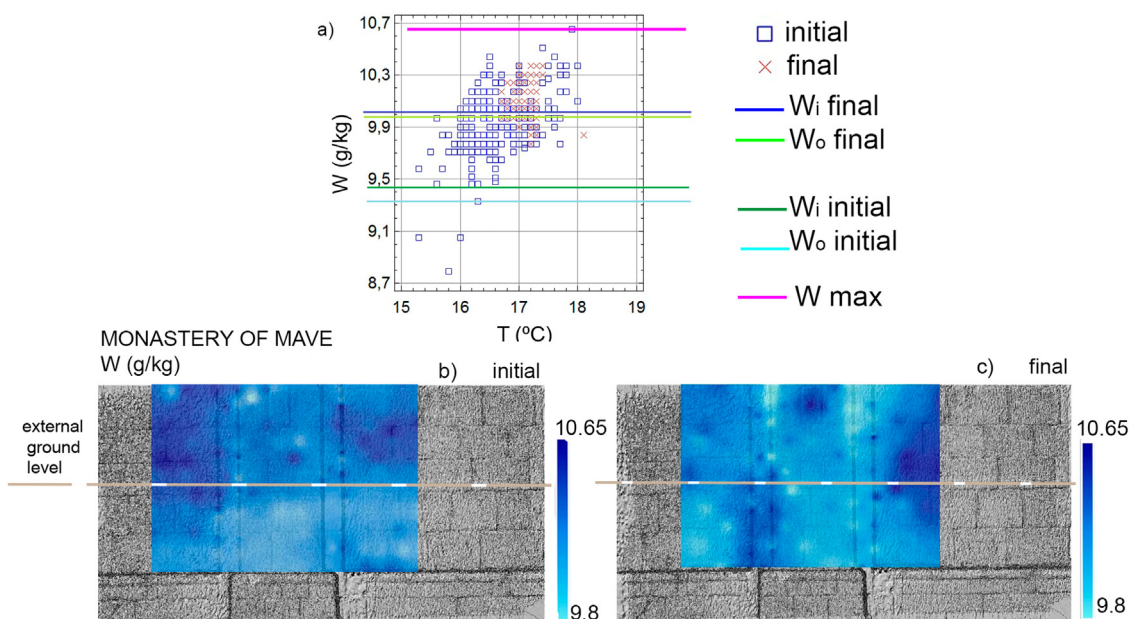 a)
W (g/kg)
10,7
10,3
9,9
9,5
9,1
8,7
15 16 17 18 19
T (ºC)
initial
final
Wi final
Wo final
Wi initial
Wo initial
W max
MONASTERY OF MAVE
W (g/kg)
b) initial
external
ground
level
10.65
9.8
c) final
10.65
9.8